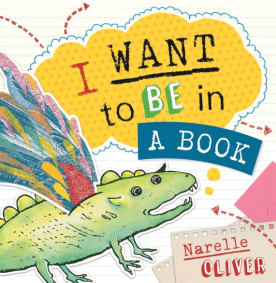 I WANT
to BE in
A BOOK
Narelle
OLIVER